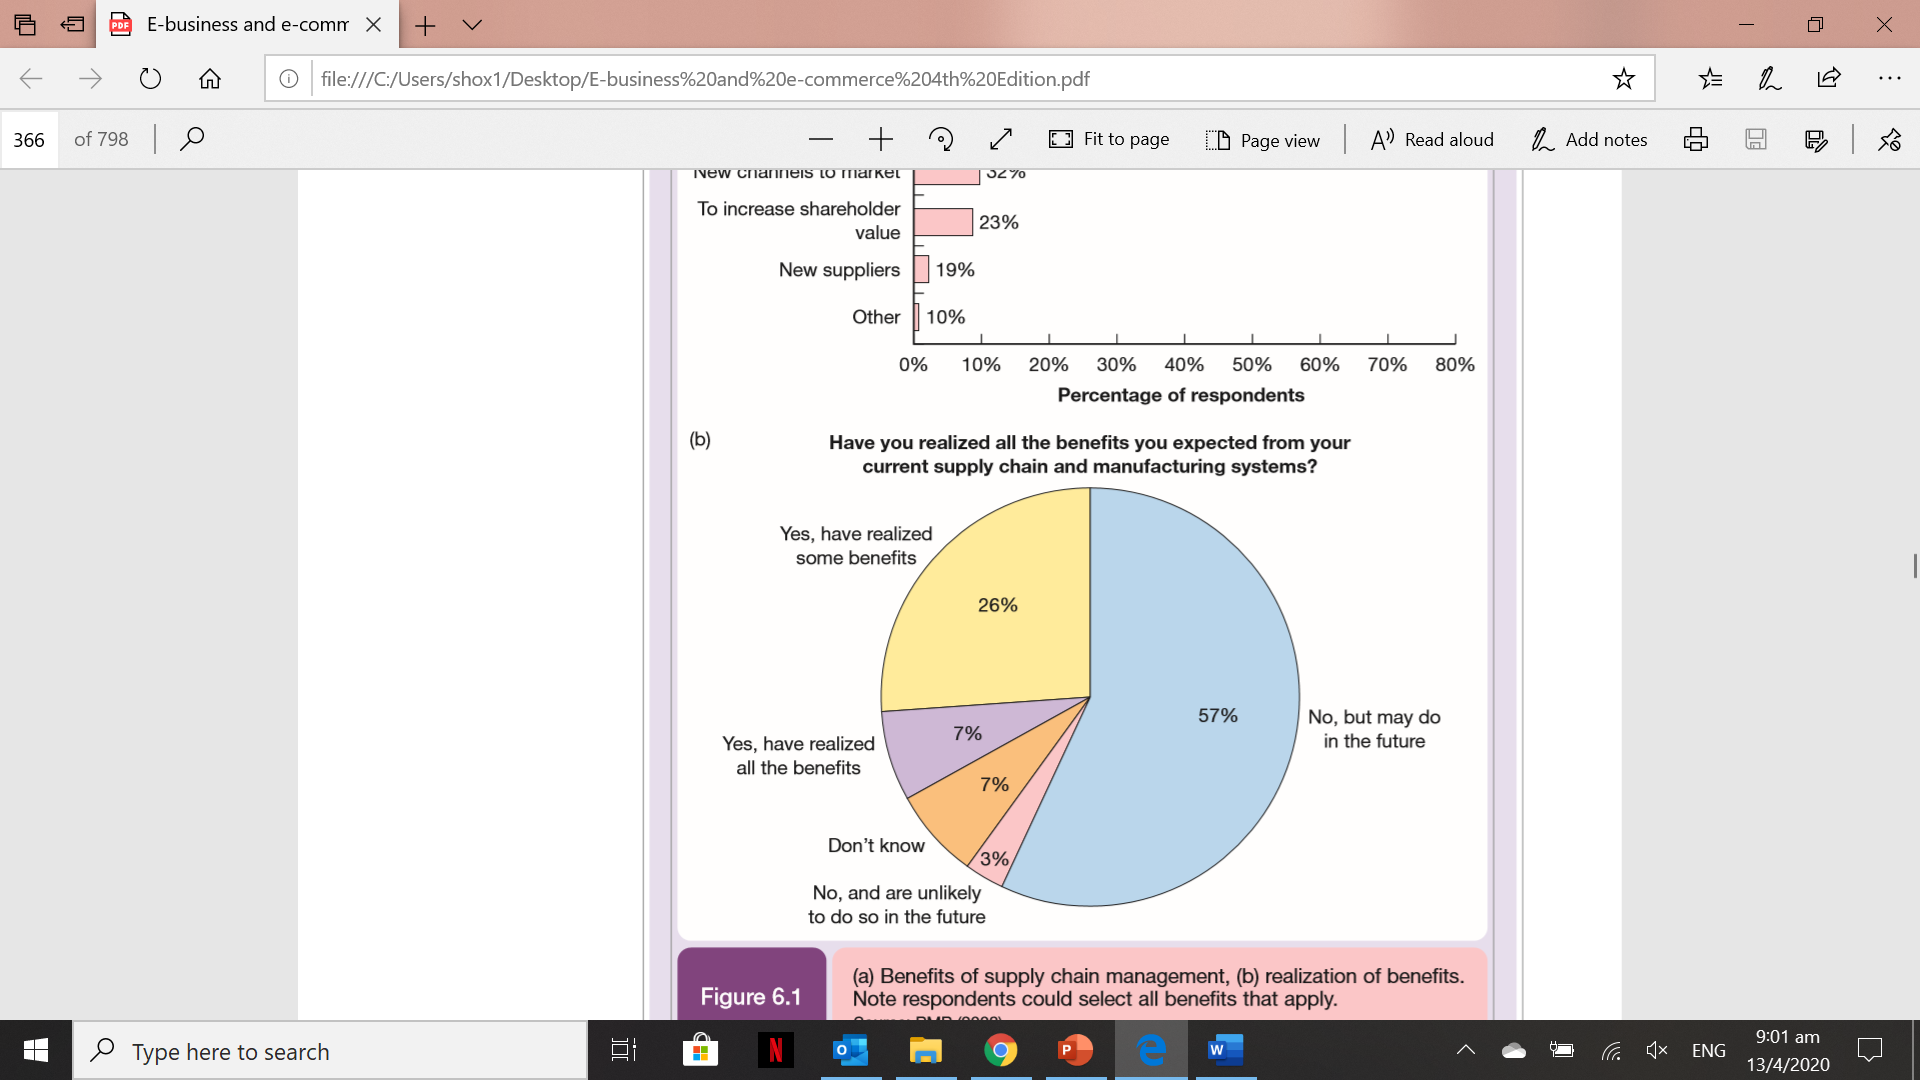 E-business and e-comm
file:///C:/Users/shox1/Desktop/E-business%20and%20e-commerce%204th%20Edition.pdf
366 of 798
Fit to page
Page view
Read aloud
Add notes
New channels to market 32%
To increase shareholder
value 23%
New suppliers 19%
Other 10%
0% 10% 20% 30% 40% 50% 60% 70% 80%
Percentage of respondents
(b)
Have you realized all the benefits you expected from your
current supply chain and manufacturing systems?
Yes, have realized
some benefits
26%
57%
No, but may do
in the future
Yes, have realized
all the benefits
7%
7%
Don't know
3%
No, and are unlikely
to do so in the future
Figure 6.1
(a) Benefits of supply chain management, (b) realization of benefits.
Note respondents could select all benefits that apply.
Type here to search
ENG
9:01 am
13/4/2020